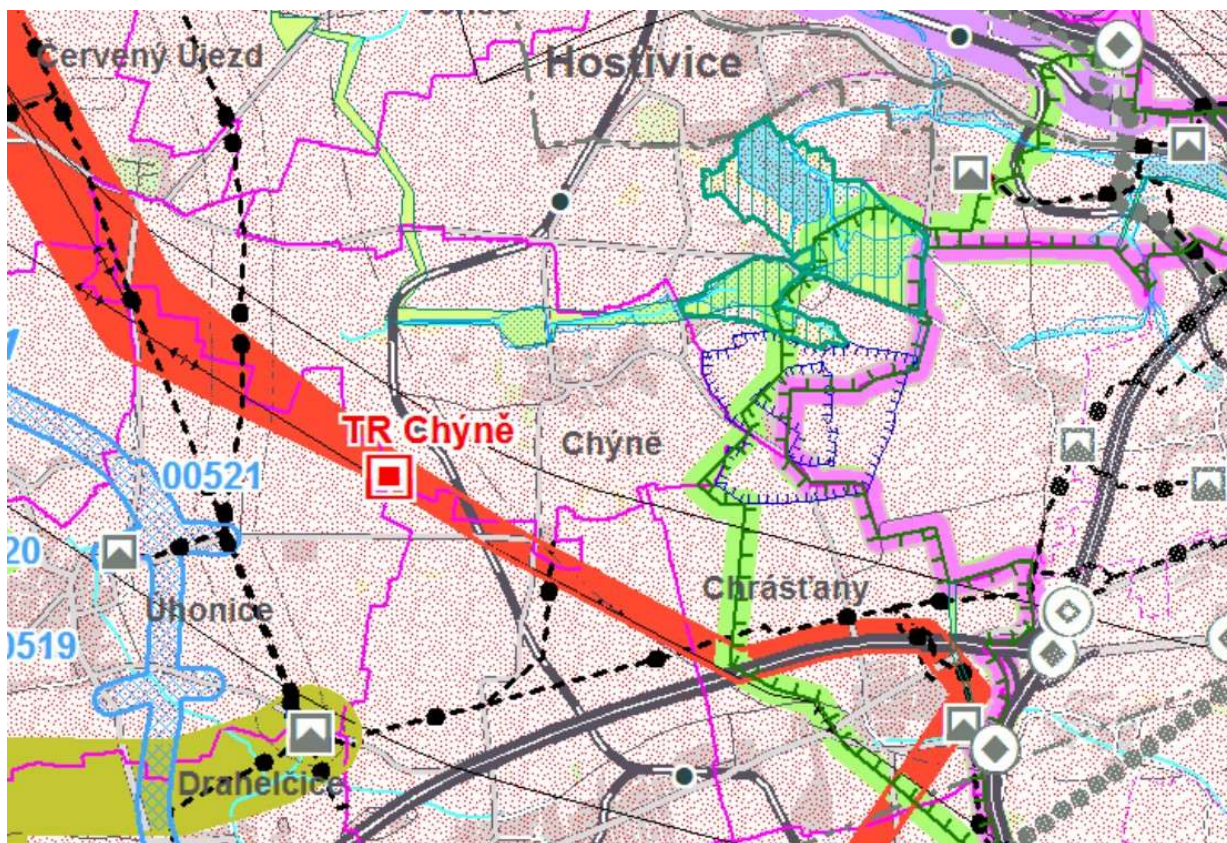 Červený Újezd
Hostivice
TR Chýně
Chýně
00521
20
Úhonice
Chrášťany
0519
Drahelčice